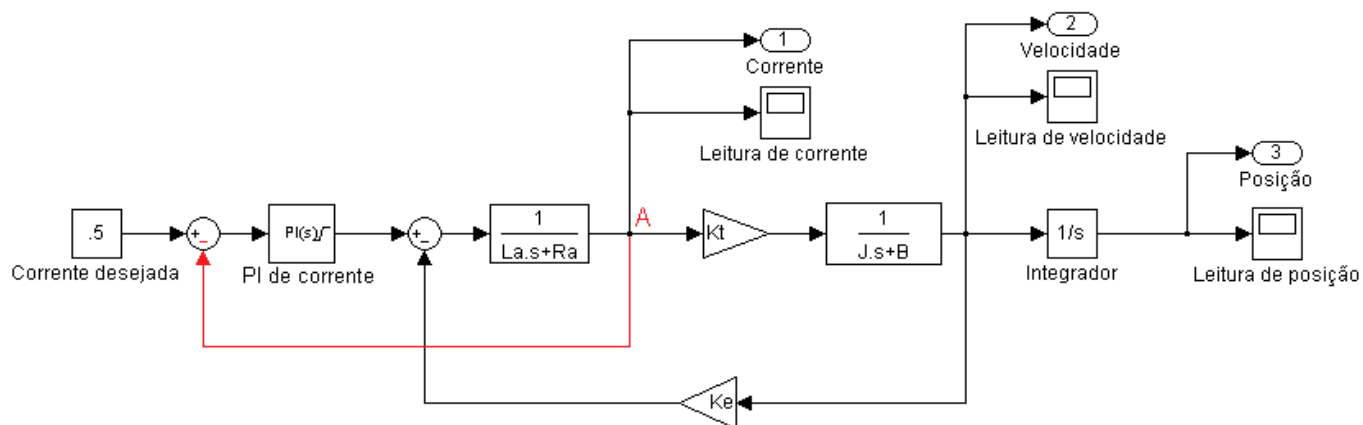 1
Corrente
Leitura de corrente
2
Velocidade
Leitura de velocidade
3
Posição
Leitura de posição
.5
Corrente desejada
+
-
PI(s)
PI de corrente
+
-
1
La.s+Ra
A
Kt
1
J.s+B
1/s
Integrador
Ke